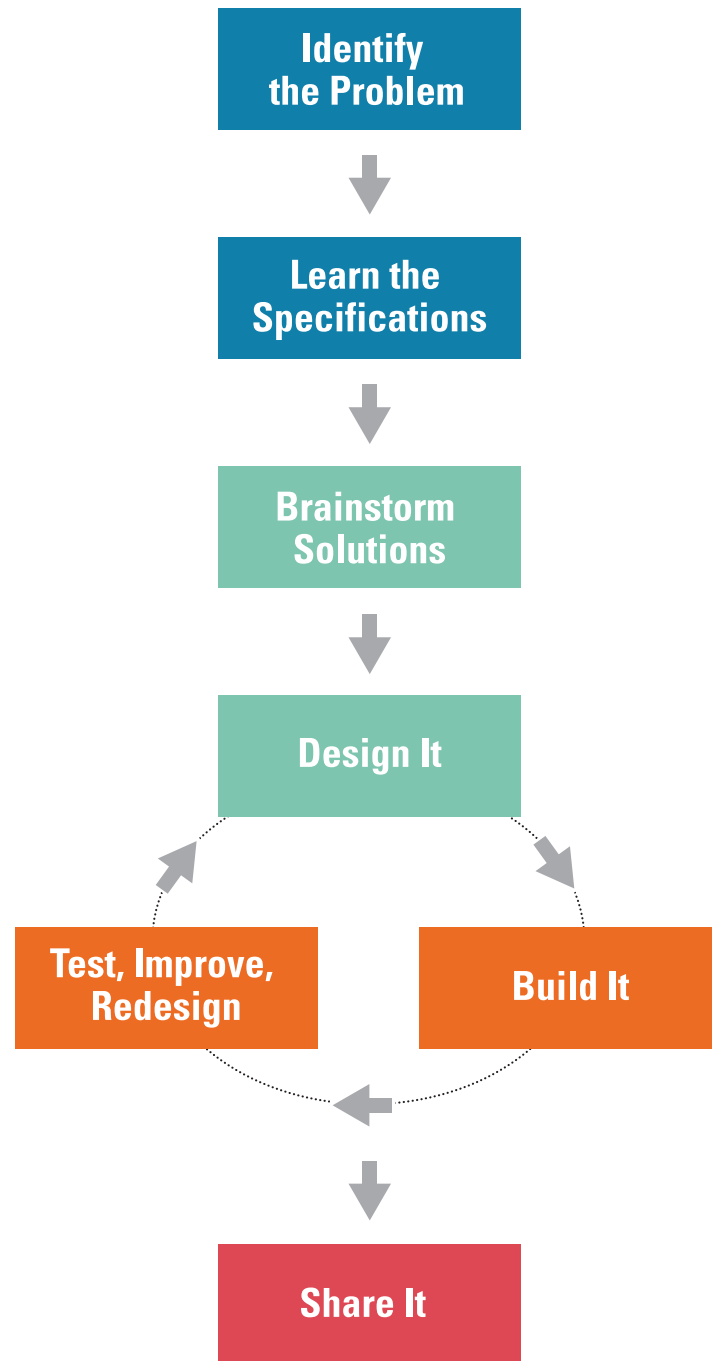 Identify
the Problem
Learn the
Specifications
Brainstorm
Solutions
Design It
Test, Improve,
Redesign
Build It
Share It